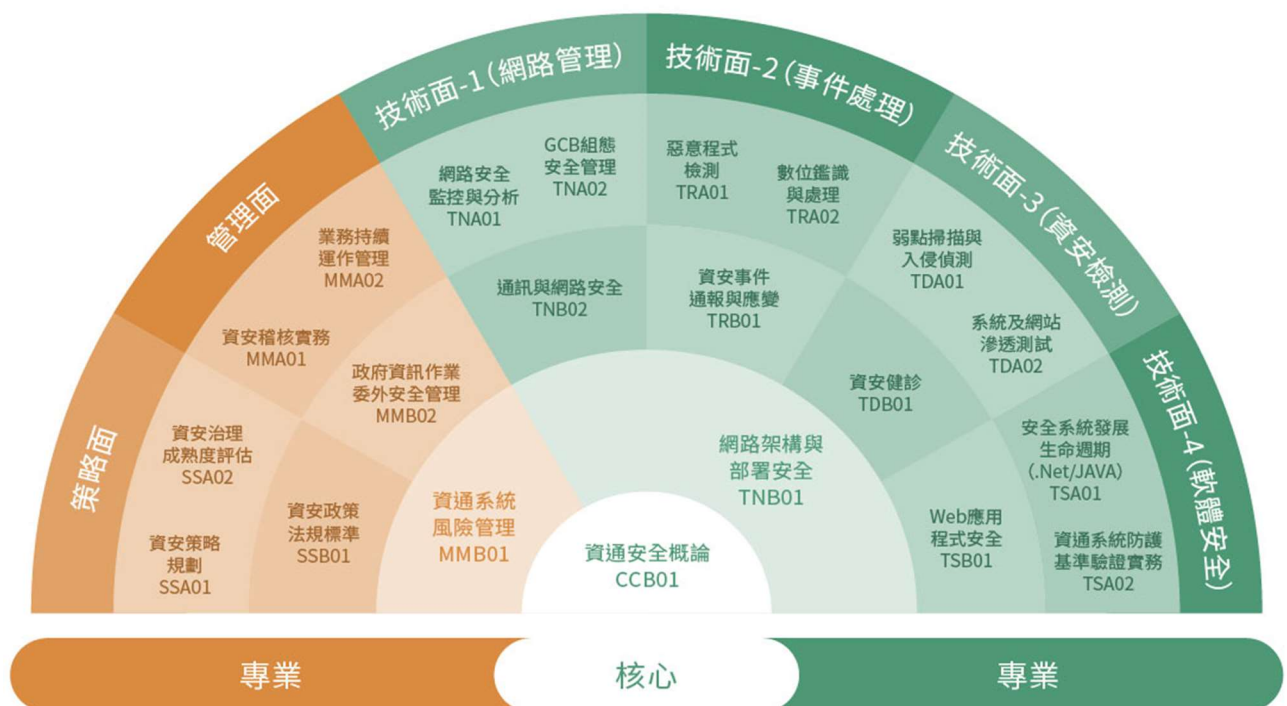 策略面
管理面
技術面-1(網路管理)
技術面-2(事件處理)
技術面-3(資安檢測)
技術面-4(軟體安全)
資安策略
規劃
SSA01
資安治理
成熟度評估
SSA02
資安政策
法規標準
SSB01
資安稽核實務
MMA01
業務持續
運作管理
MMA02
政府資訊作業
委外安全管理
MMB02
資通系統
風險管理
MMB01
網路安全
監控與分析
TNA01
GCB組態
安全管理
TNA02
通訊與網路安全
TNB02
惡意程式
檢測
TRA01
數位鑑識
與處理
TRA02
資安事件
通報與應變
TRB01
弱點掃描與
入侵偵測
TDA01
系統及網站
滲透測試
TDA02
資安健診
TDB01
安全系統發展
生命週期
(.Net/JAVA)
TSA01
資通系統防護
基準驗證實務
TSA02
Web應用
程式安全
TSB01
網路架構與
部署安全
TNB01
資通安全概論
CCB01
專業
核心
專業